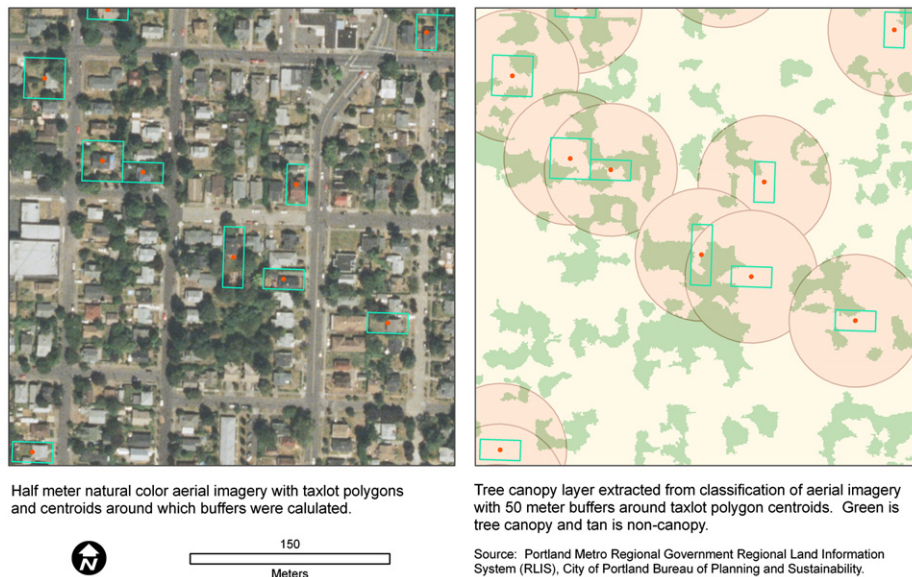 Half meter natural color aerial imagery with taxlot polygons
and centroids around which buffers were calulated.
150
Meters
Tree canopy layer extracted from classification of aerial imagery
with 50 meter buffers around taxlot polygon centroids.  Green is
tree canopy and tan is non-canopy.
Source:  Portland Metro Regional Government Regional Land Information
System (RLIS), City of Portland Bureau of Planning and Sustainability.